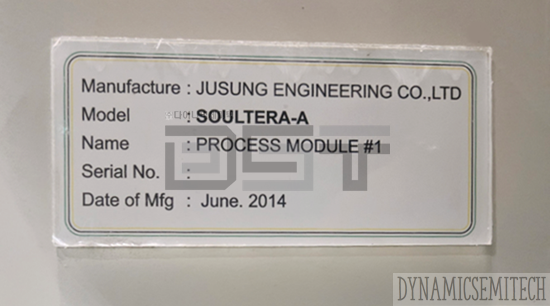 Manufacture : JUSUNG ENGINEERING CO.,LTD
Model : SOULTERA-A
Name : PROCESS MODULE #1
Serial No. :
Date of Mfg : June. 2014
DST
DYNAMICSEMITECH